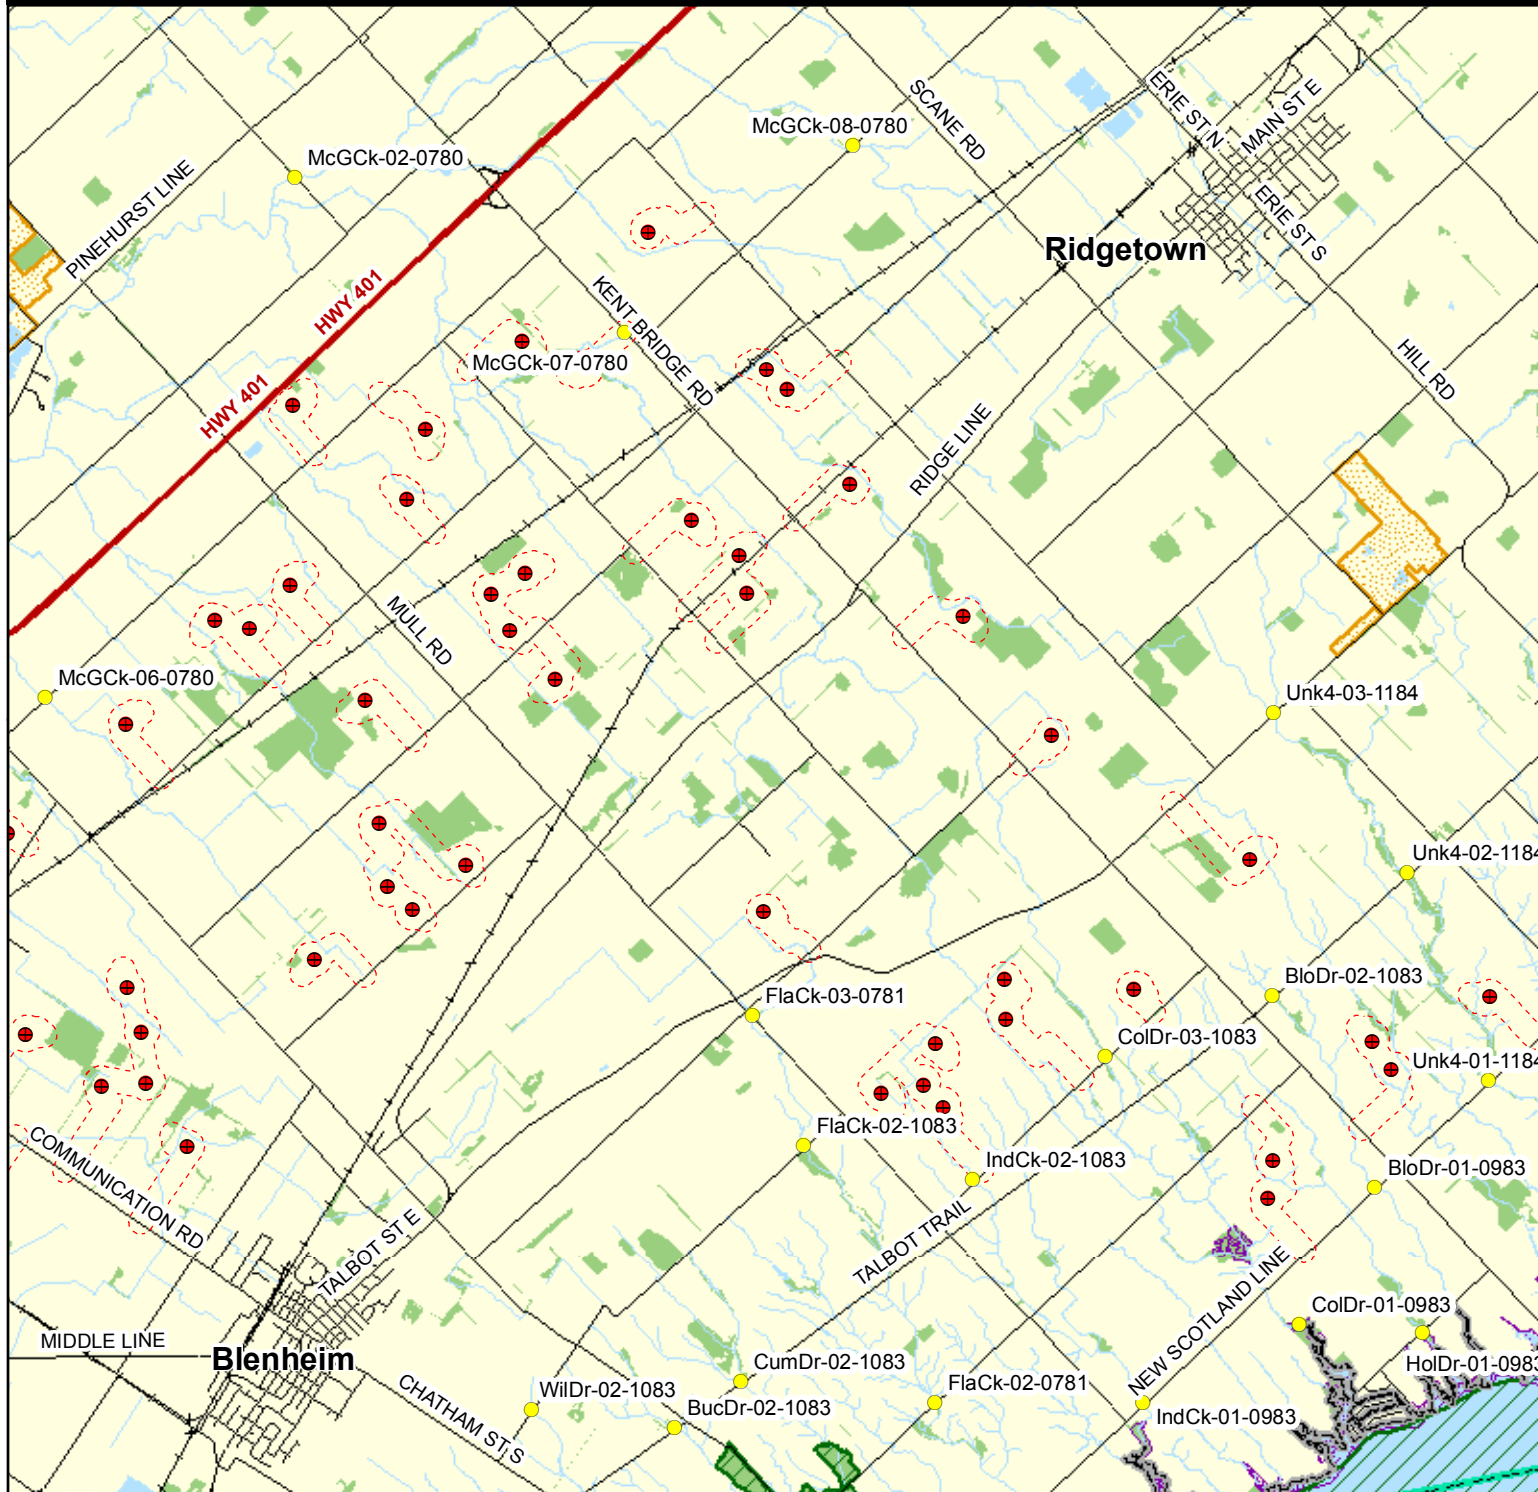 SCANE RD
ERIE ST N
MAIN ST E
McGCk-08-0780
McGCk-02-0780
PINEHURST LINE
ERIE ST S
Ridgetown
HWY 401
KENT BRIDGE RD
McGCk-07-0780
HILL RD
HWY 401
RIDGE LINE
MULL RD
McGCk-06-0780
Unk4-03-1184
Unk4-02-1184
BloDr-02-1083
FlaCk-03-0781
ColDr-03-1083
Unk4-01-1184
FlaCk-02-1083
IndCk-02-1083
BloDr-01-0983
COMMUNICATION RD
TALBOT ST E
TALBOT TRAIL
NEW SCOTLAND LINE
ColDr-01-0983
MIDDLE LINE
Blenheim
CumDr-02-1083
HolDr-01-0983
CHATHAM ST S
WilDr-02-1083
FlaCk-02-0781
BucDr-02-1083
IndCk-01-0983